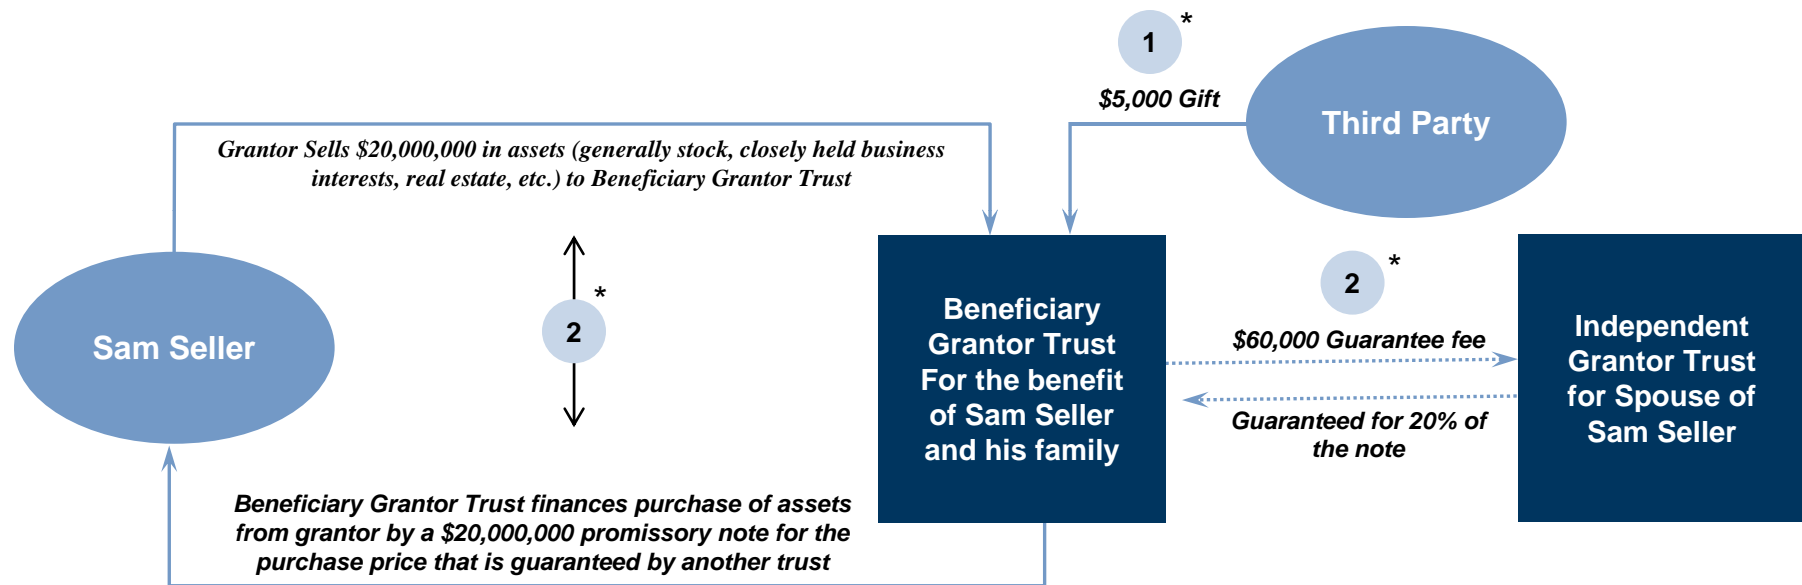 1
*
$5,000 Gift
Third Party
Grantor Sells $20,000,000 in assets (generally stock, closely held business
interests, real estate, etc.) to Beneficiary Grantor Trust
2
*
Sam Seller
2
*
Beneficiary
Grantor Trust
For the benefit
of Sam Seller
and his family
$60,000 Guarantee fee
Guaranteed for 20% of
the note
Independent
Grantor Trust
for Spouse of
Sam Seller
Beneficiary Grantor Trust finances purchase of assets
from grantor by a $20,000,000 promissory note for the
purchase price that is guaranteed by another trust